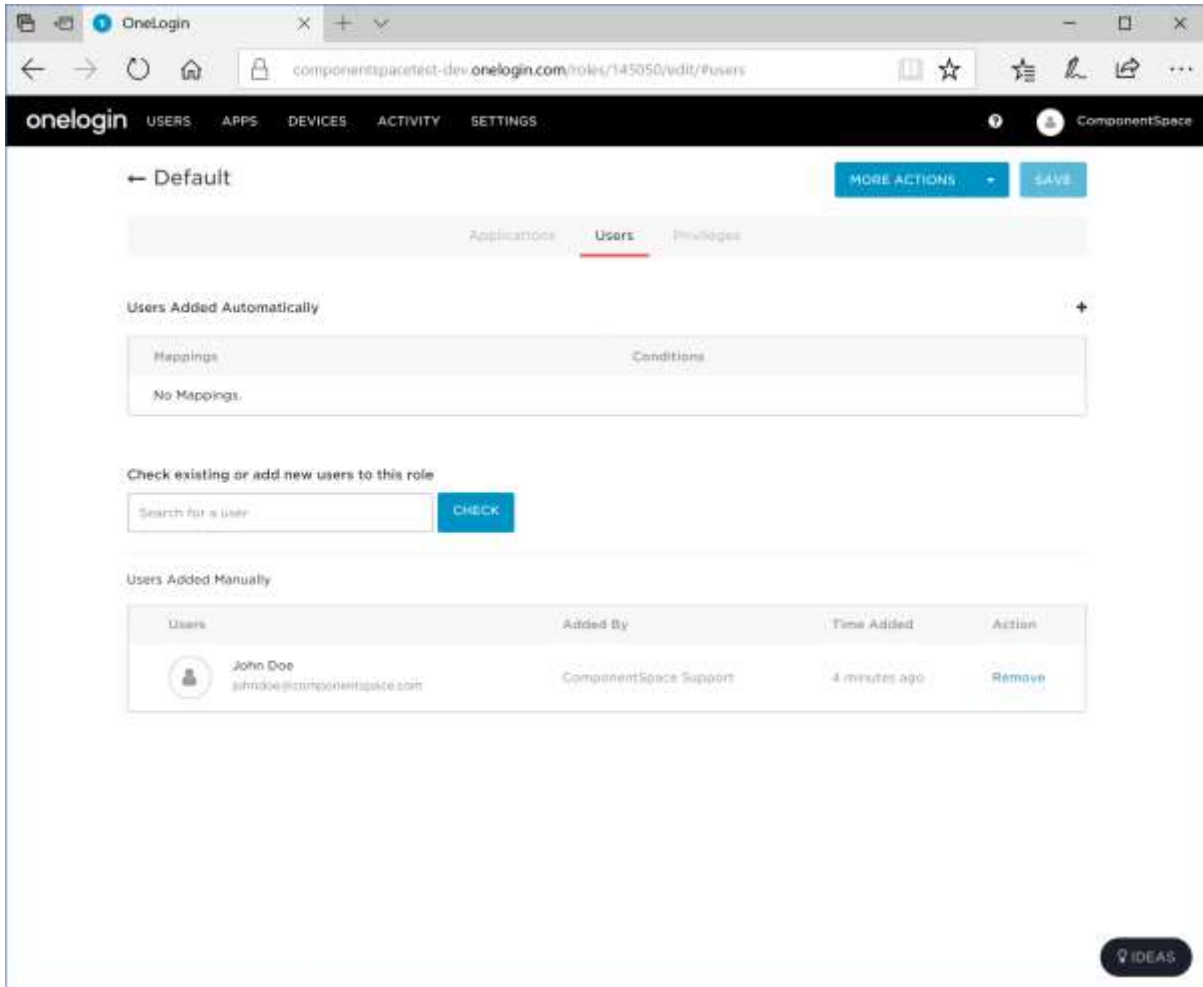 OneLogin
componentspacetest-dev.onelogin.com/roles/145050/edit/#users
onelogin USERS APPS DEVICES ACTIVITY SETTINGS ComponentSpace
← Default MORE ACTIONS SAVE
Applications Users Privileges
Users Added Automatically +
Mappings Conditions
No Mappings.
Check existing or add new users to this role
Search for a user CHECK
Users Added Manually
Users Added By Time Added Action
John Doe
johndoe@componentspace.com ComponentSpace Support 4 minutes ago Remove
IDEAS